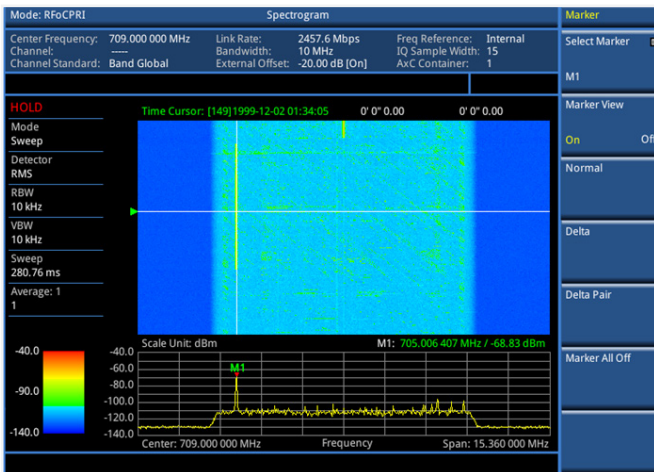 Mode: RFoCPRI
Spectrogram
Marker
Center Frequency: 709.000 000 MHz
Link Rate: 2457.6 Mbps
Freq Reference: Internal
Channel: -----
Bandwidth: 10 MHz
IQ Sample Width: 15
Channel Standard: Band Global
External Offset: -20.00 dB [On]
AxC Container: 1
Select Marker
M1
HOLD
Time Cursor: [149]1999-12-02 01:34:05
0' 0" 0.00
0' 0" 0.00
Mode
Sweep
Detector
RMS
RBW
10 kHz
VBW
10 kHz
Sweep
280.76 ms
Average: 1
1
Marker View
On Off
Normal
Delta
Delta Pair
Marker All Off
Scale Unit: dBm
M1: 705.006 407 MHz / -68.83 dBm
-40.0
-90.0
-140.0
-40.0
-60.0
-80.0
-100.0
-120.0
-140.0
M1
Center: 709.000 000 MHz
Frequency
Span: 15.360 000 MHz